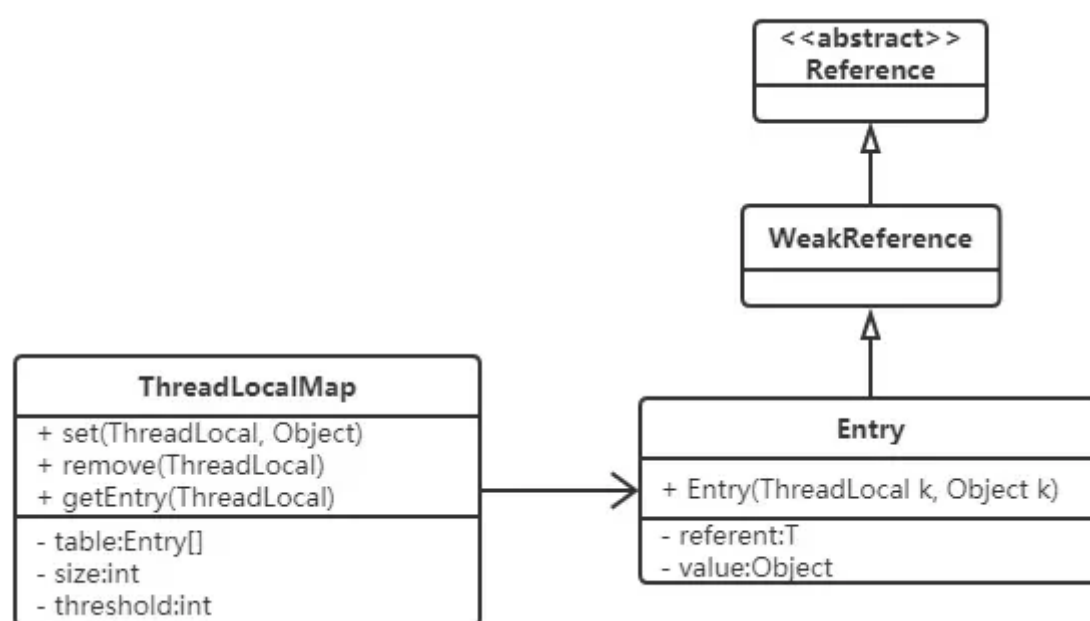 <<abstract>>
Reference
WeakReference
ThreadLocalMap
+ set(ThreadLocal, Object)
+ remove(ThreadLocal)
+ getEntry(ThreadLocal)
- table:Entry[]
- size:int
- threshold:int
Entry
+ Entry(ThreadLocal k, Object k)
- referent:T
- value:Object